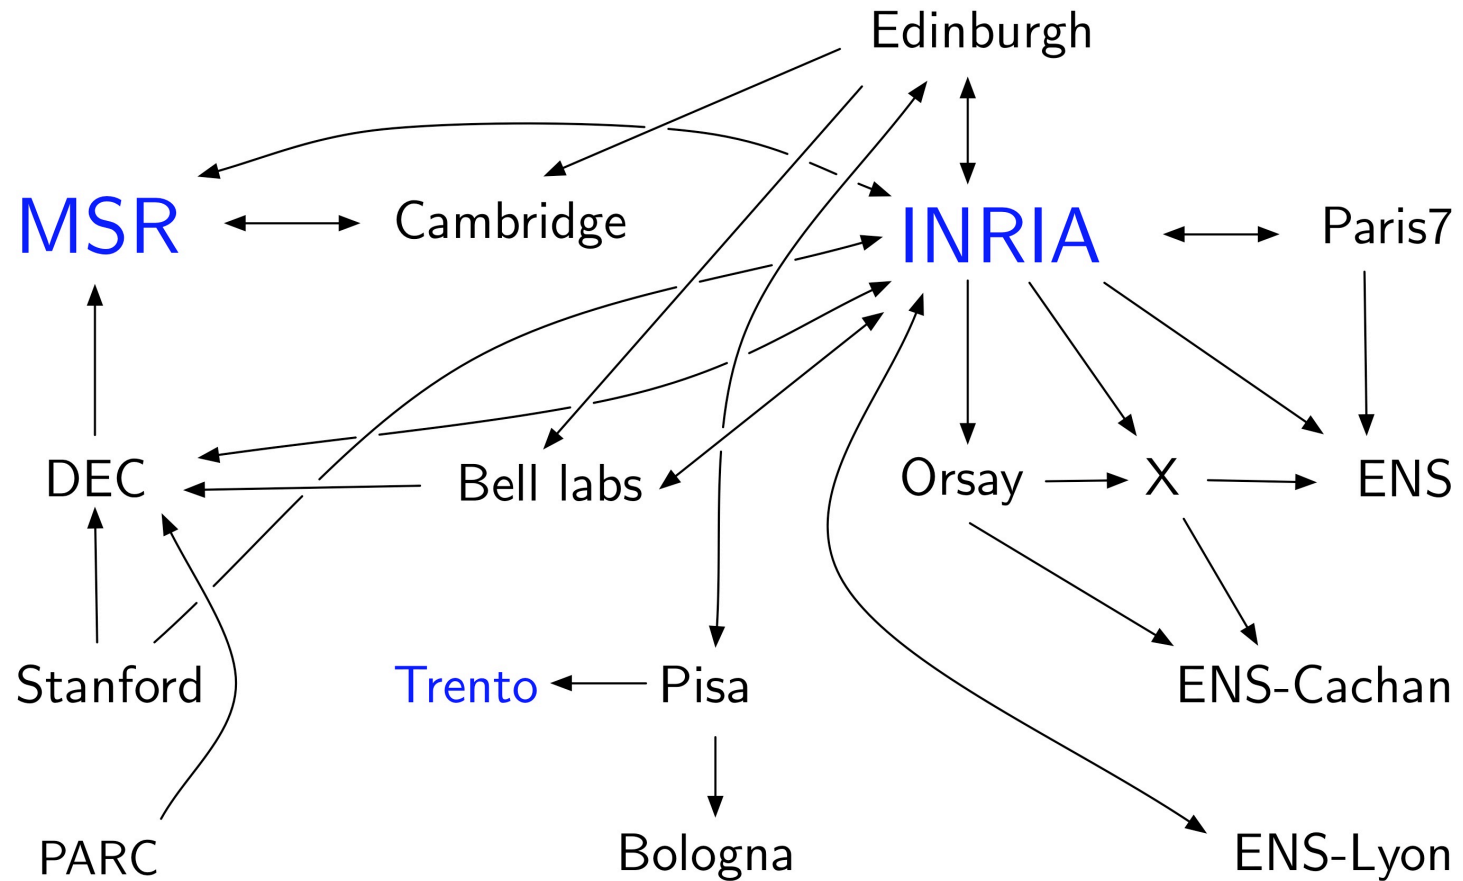 Edinburgh
MSR
Cambridge
INRIA
Paris7
DEC
Bell labs
Orsay
X
ENS
Stanford
Trento
Pisa
ENS-Cachan
PARC
Bologna
ENS-Lyon